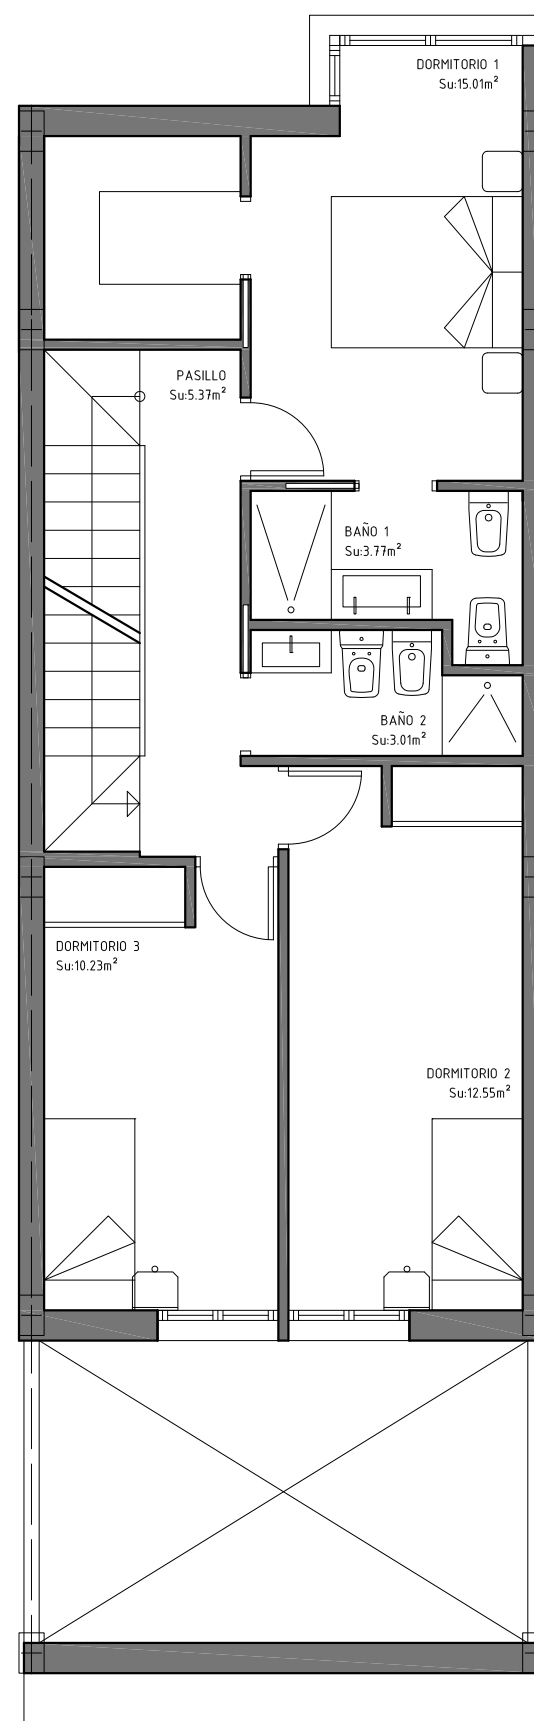 DORMITORIO 1
Su:15.01m²
PASILLO
Su:5.37m²
BAÑO 1
Su:3.77m²
BAÑO 2
Su:3.01m²
DORMITORIO 3
Su:10.23m²
DORMITORIO 2
Su:12.55m²